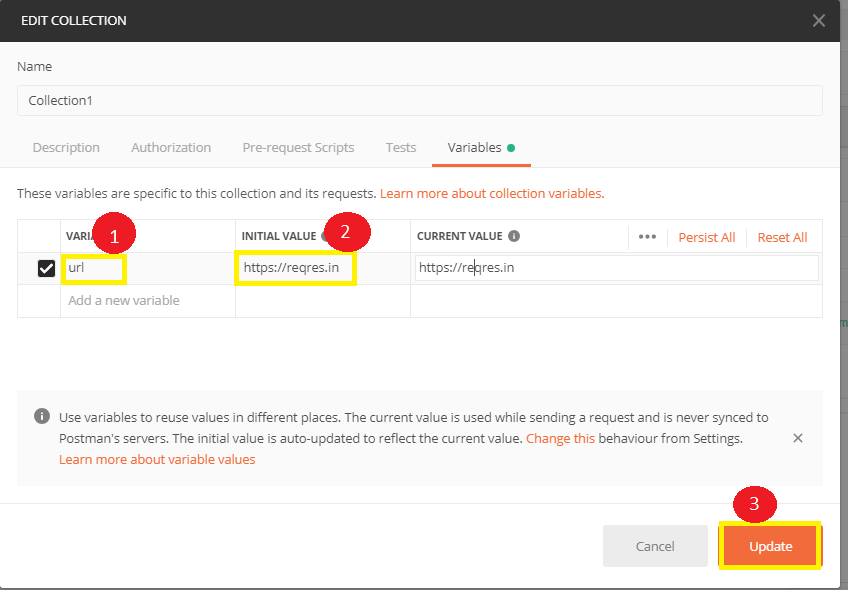 EDIT COLLECTION
Name
Collection1
Description Authorization Pre-request Scripts Tests Variables
These variables are specific to this collection and its requests. Learn more about collection variables.
1 2
INITIAL VALUE CURRENT VALUE ••• Persist All Reset All
url https://reqres.in https://reqres.in
Add a new variable
Use variables to reuse values in different places. The current value is used while sending a request and is never synced to
Postman's servers. The initial value is auto-updated to reflect the current value. Change this behaviour from Settings.
Learn more about variable values
3
Cancel Update